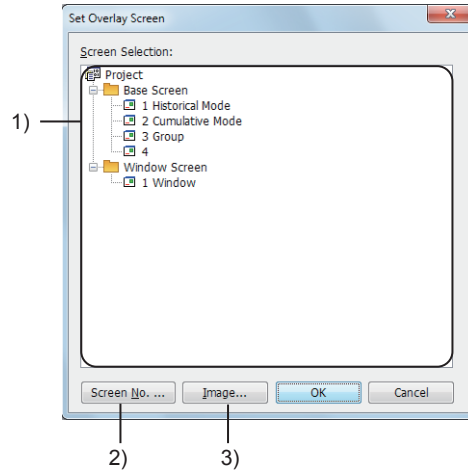 Set Overlay Screen
x
Screen Selection:
Project
Base Screen
1 Historical Mode
2 Cumulative Mode
3 Group
4
Window Screen
1 Window
1)
Screen No. ...
Image...
OK
Cancel
2)
3)